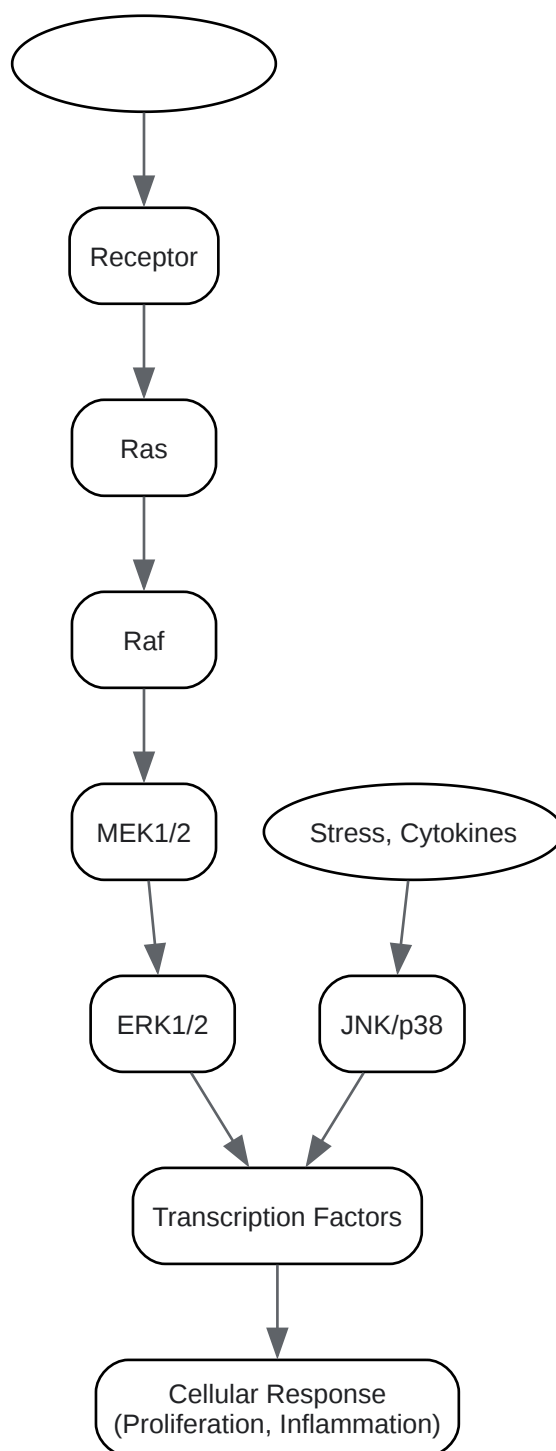 Receptor
Ras
Raf
MEK1/2
Stress, Cytokines
ERK1/2
JNK/p38
Transcription Factors
Cellular Response
(Proliferation, Inflammation)